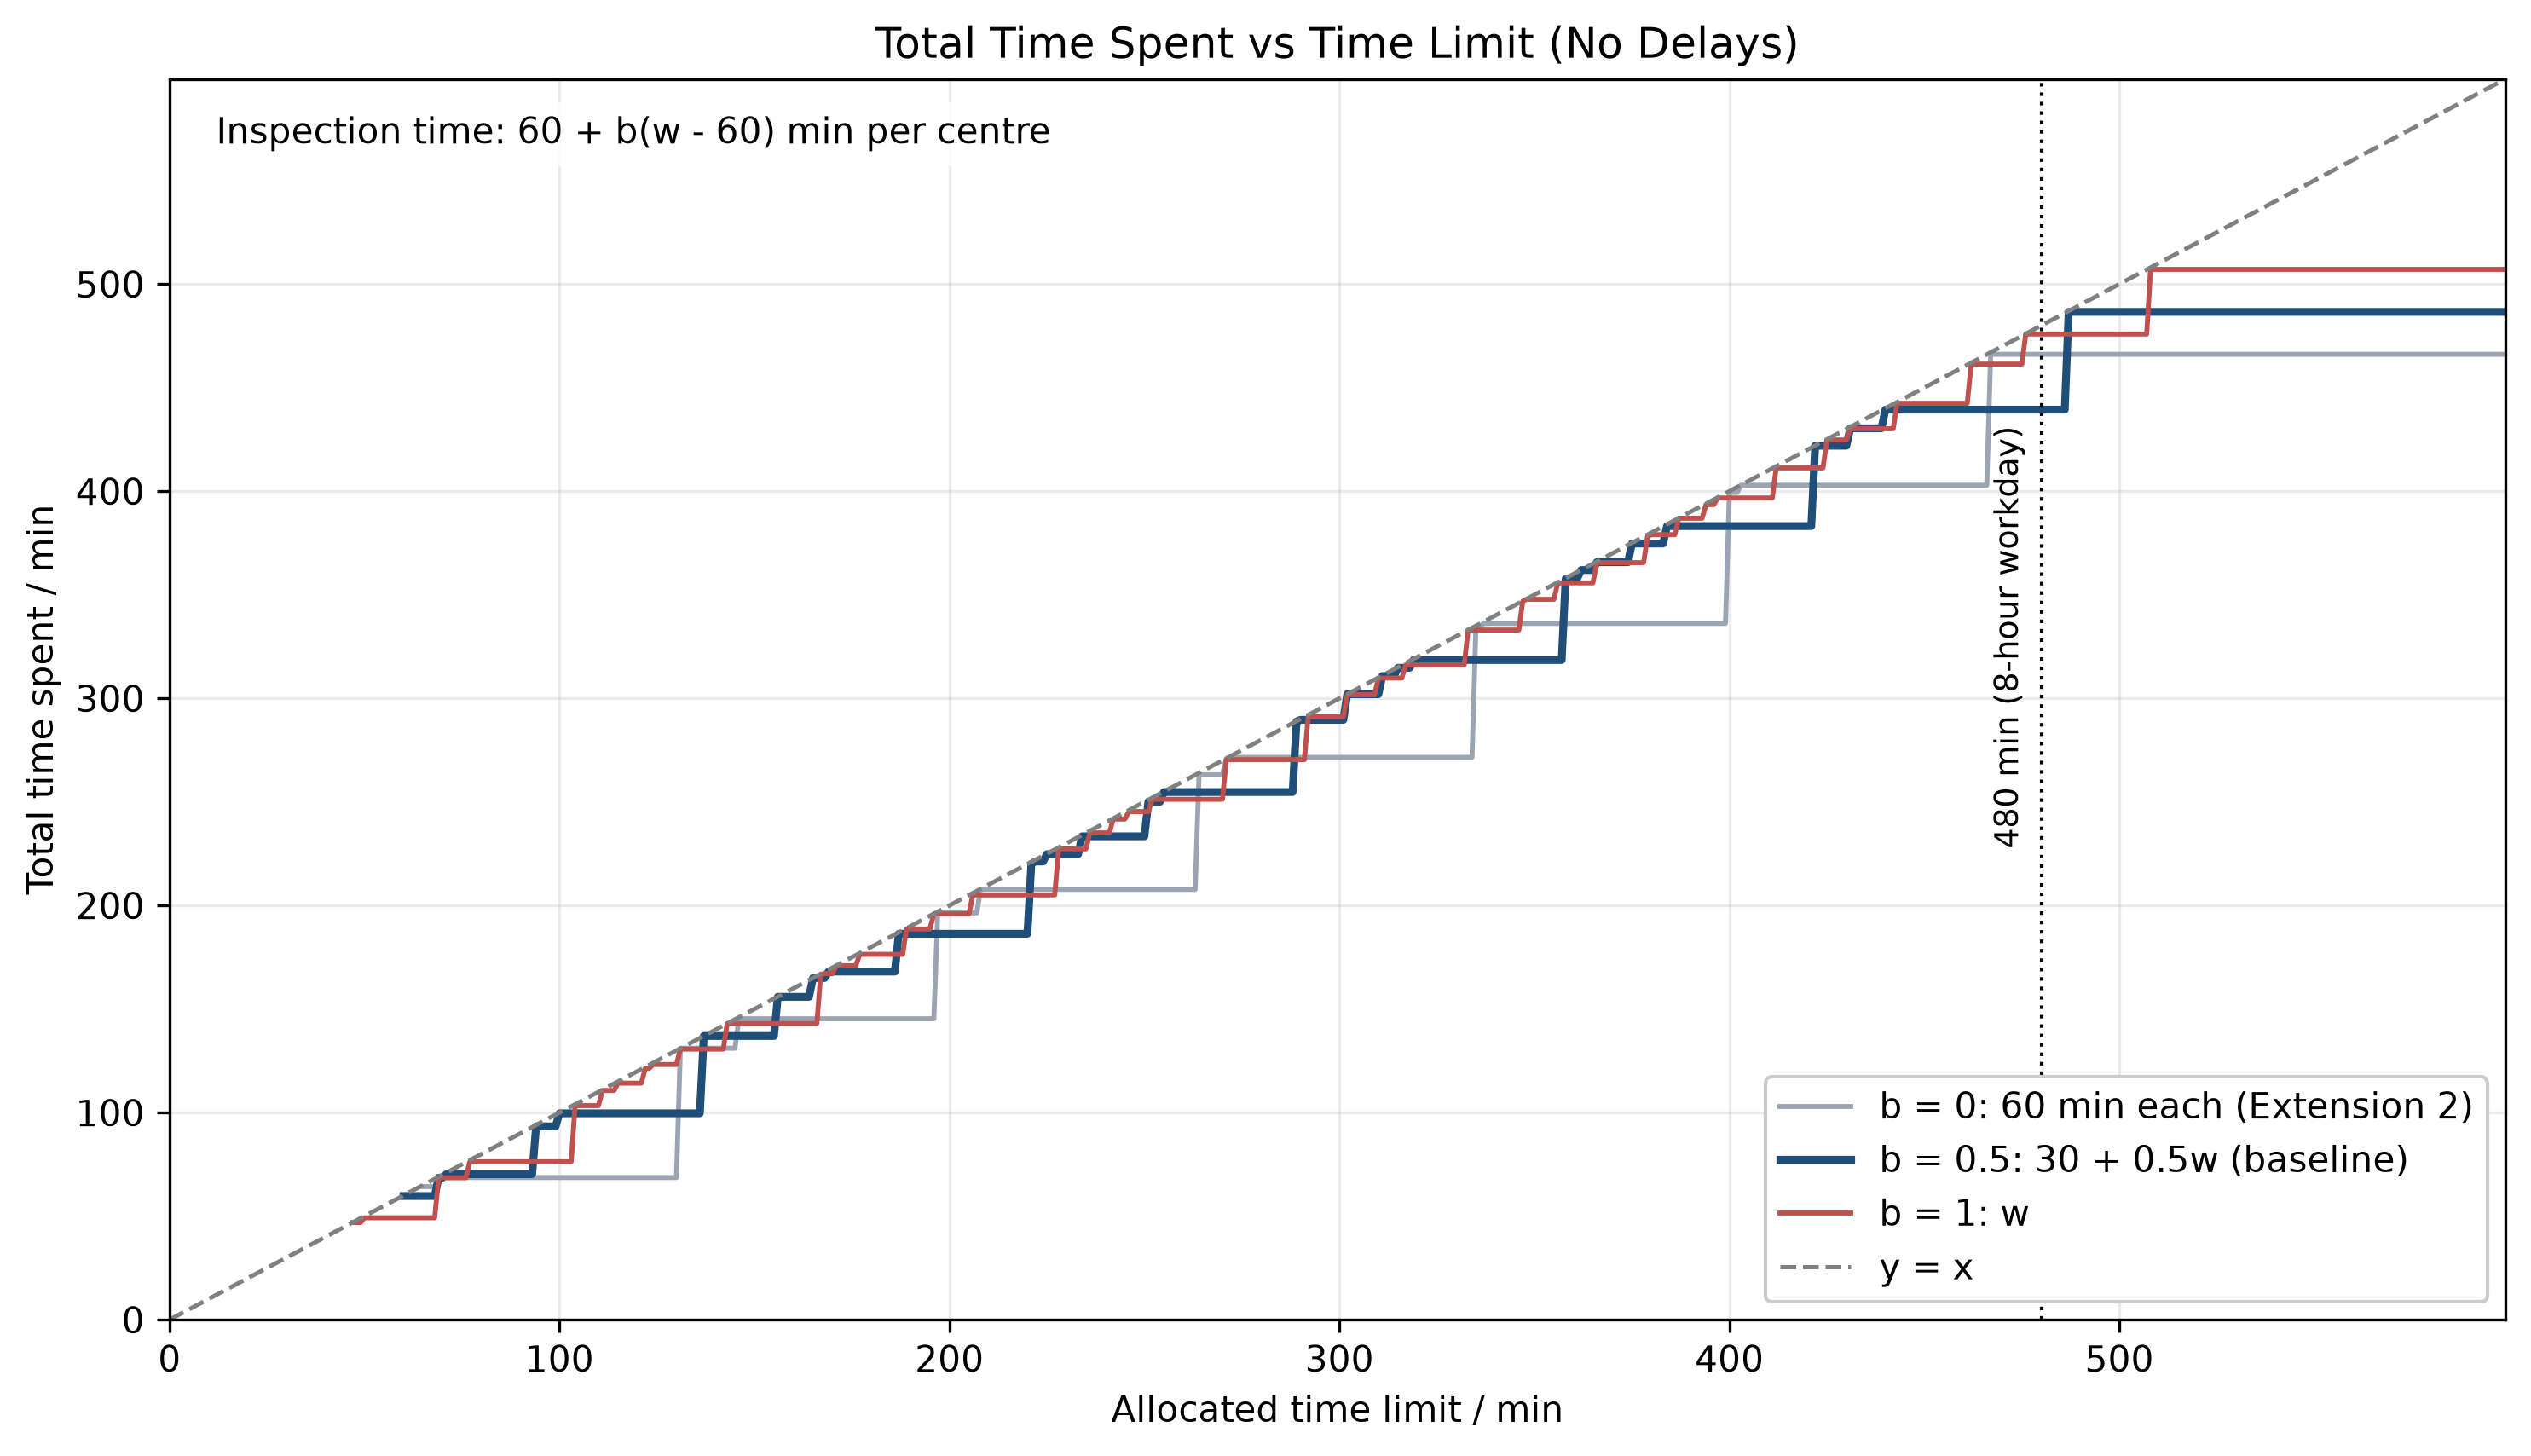 Total Time Spent vs Time Limit (No Delays)
Inspection time: 60 + b(w - 60) min per centre
Total time spent / min
500
400
300
200
100
0
480 min (8-hour workday)
b = 0: 60 min each (Extension 2)
b = 0.5: 30 + 0.5w (baseline)
b = 1: w
y = x
0 100 200 300 400 500
Allocated time limit / min